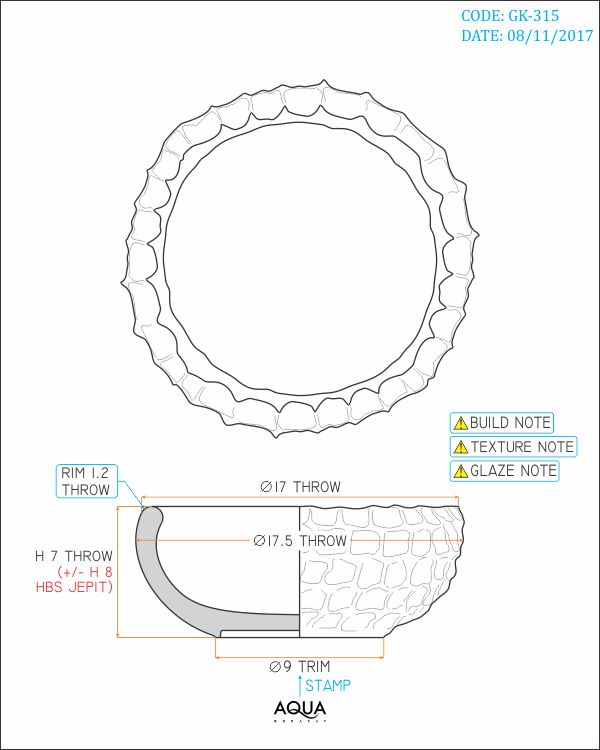 CODE: GK-315
DATE: 08/11/2017
BUILD NOTE
TEXTURE NOTE
GLAZE NOTE
RIM 1.2
THROW
Ø17 THROW
Ø17.5 THROW
H 7 THROW
(+/- H 8
HBS JEPIT)
Ø9 TRIM
STAMP
AQUA